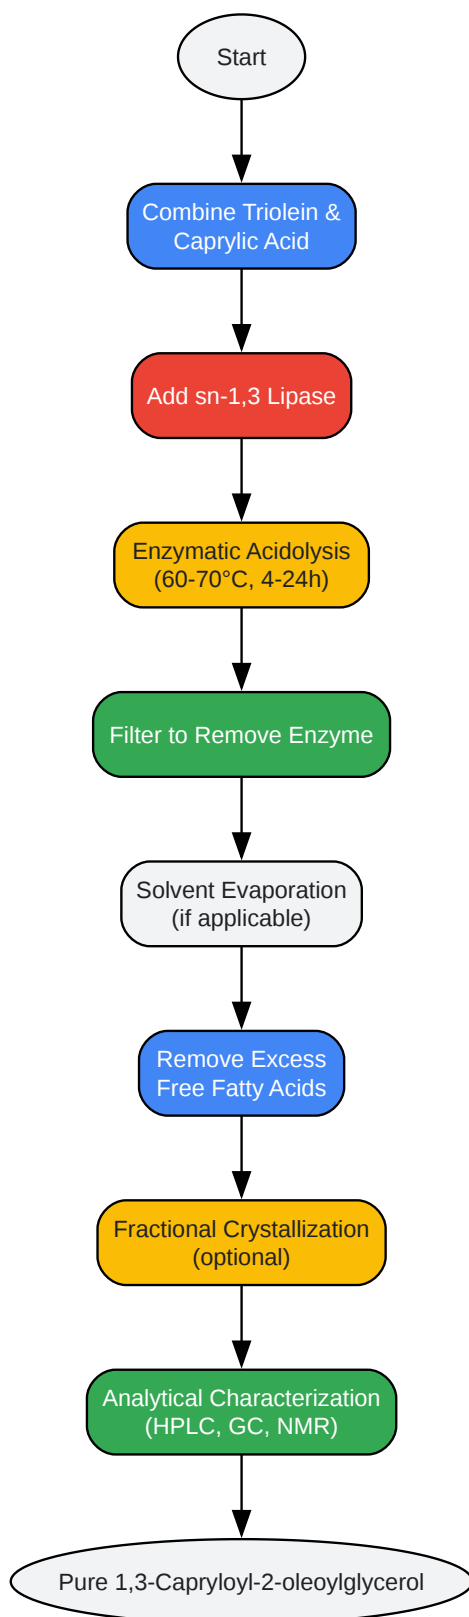 Start
Combine Triolein &
Caprylic Acid
Add sn-1,3 Lipase
Enzymatic Acidolysis
(60-70°C, 4-24h)
Filter to Remove Enzyme
Solvent Evaporation
(if applicable)
Remove Excess
Free Fatty Acids
Fractional Crystallization
(optional)
Analytical Characterization
(HPLC, GC, NMR)
Pure 1,3-Capryloyl-2-oleoylglycerol